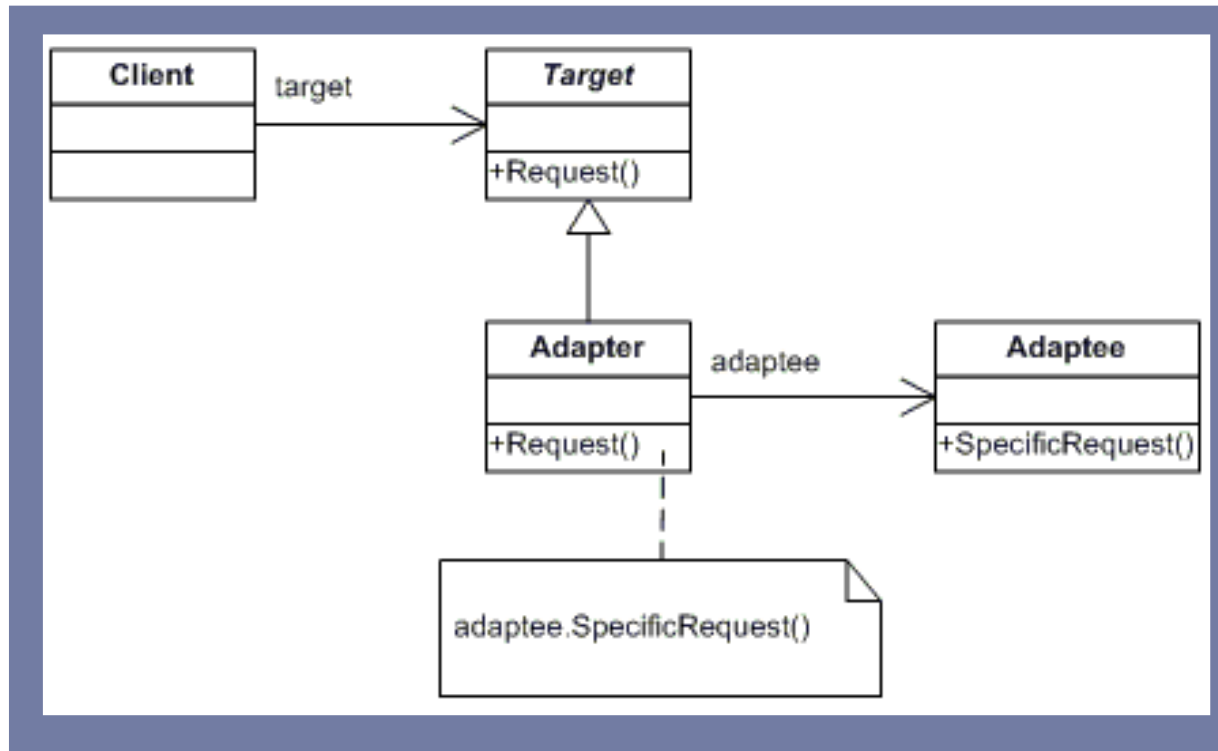 Client
target
Target
+Request()
Adapter
adaptee
Adaptee
+Request()
+SpecificRequest()
adaptee.SpecificRequest()